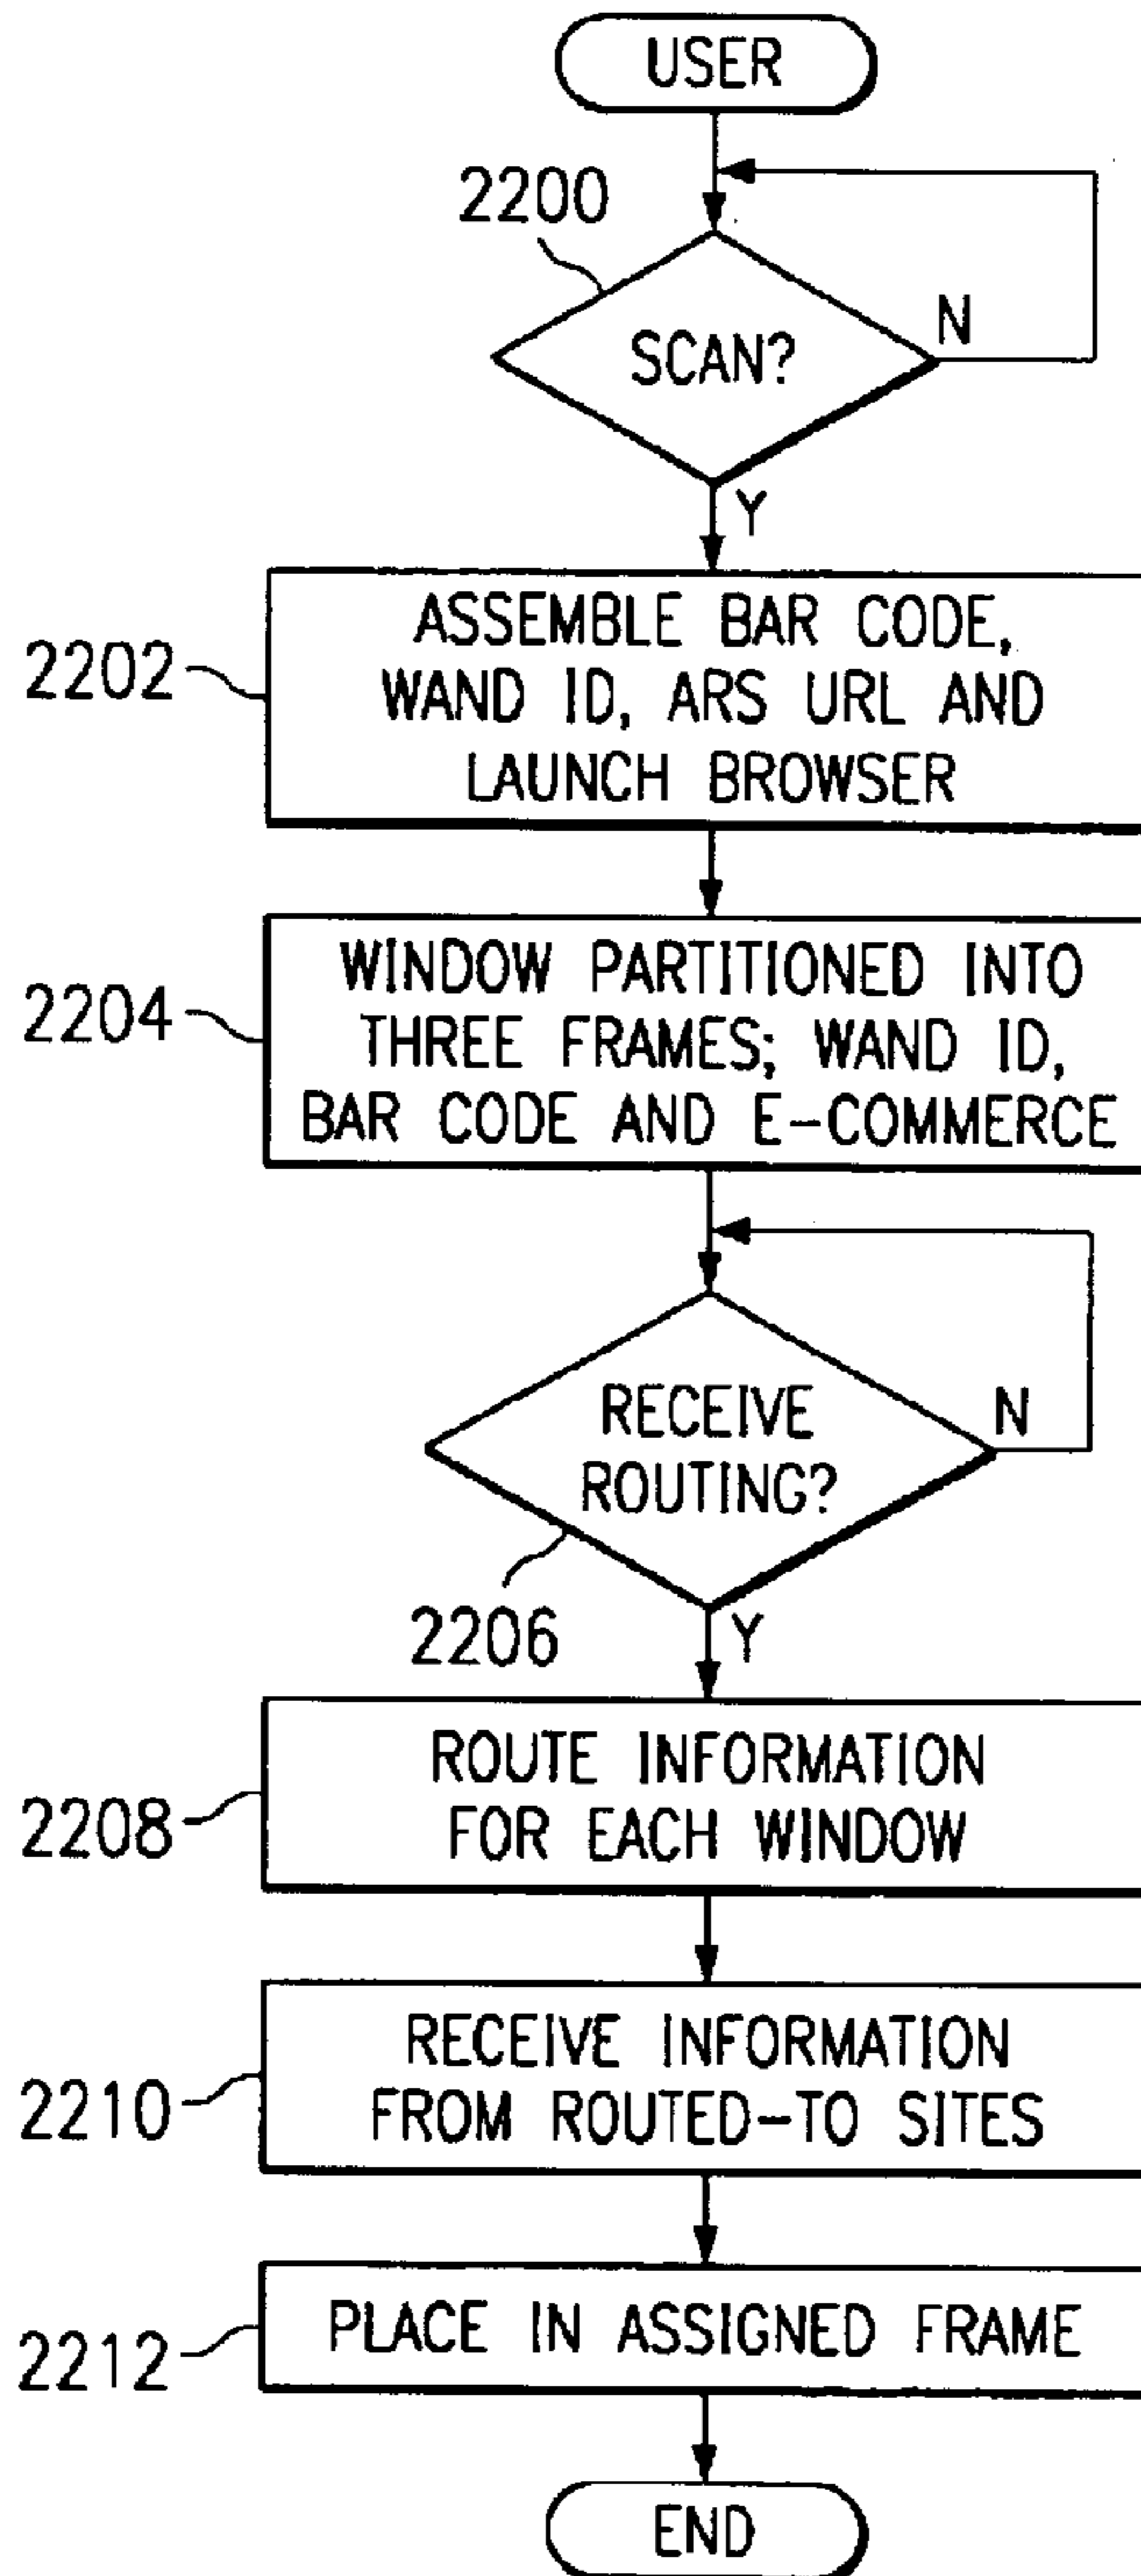 USER
2200
SCAN?
N
Y
2202
ASSEMBLE BAR CODE,
WAND ID, ARS URL AND
LAUNCH BROWSER
2204
WINDOW PARTITIONED INTO
THREE FRAMES; WAND ID,
BAR CODE AND E-COMMERCE
RECEIVE
ROUTING?
N
2206
Y
2208
ROUTE INFORMATION
FOR EACH WINDOW
2210
RECEIVE INFORMATION
FROM ROUTED-TO SITES
2212
PLACE IN ASSIGNED FRAME
END